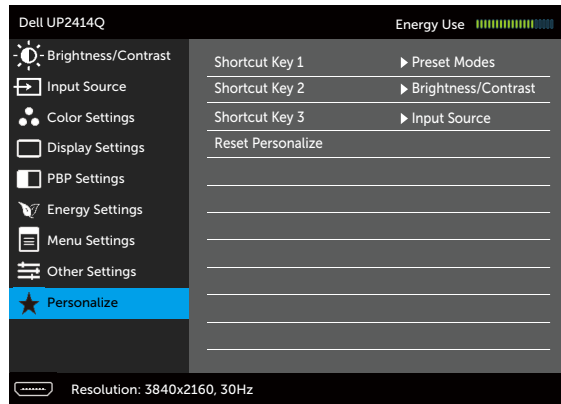 Dell UP2414Q
Energy Use
Brightness/Contrast
Input Source
Color Settings
Display Settings
PBP Settings
Energy Settings
Menu Settings
Other Settings
Personalize
Shortcut Key 1 Preset Modes
Shortcut Key 2 Brightness/Contrast
Shortcut Key 3 Input Source
Reset Personalize
Resolution: 3840x2160, 30Hz